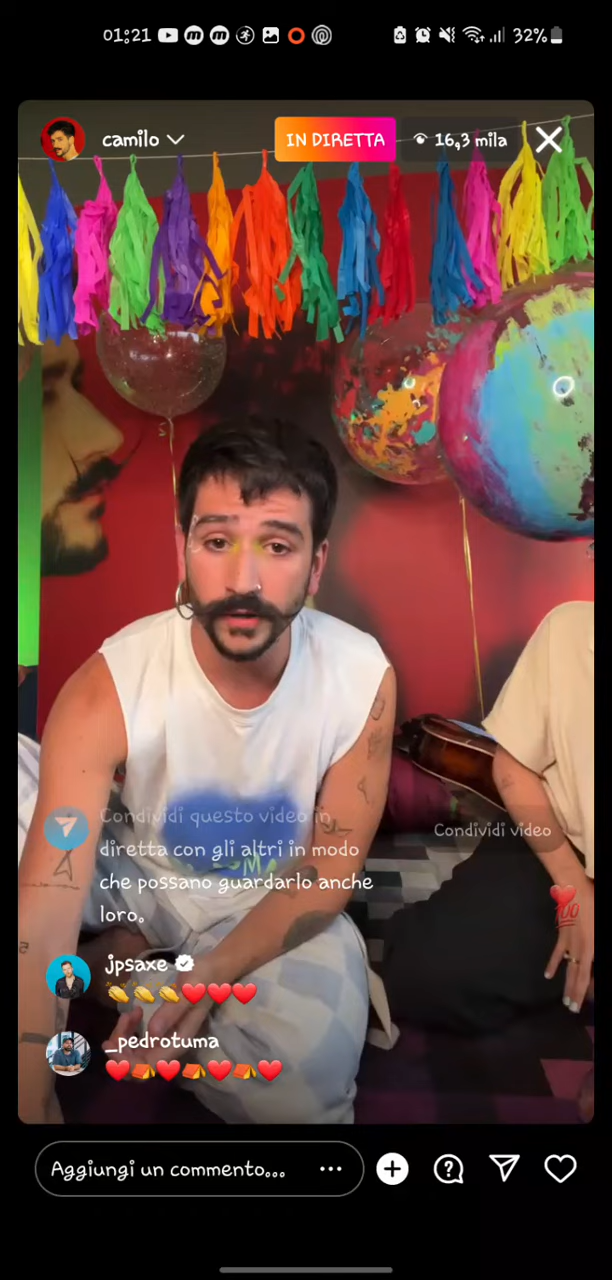 01:21 32%
camilo IN DIRETTA 16,3 mila
Condividi questo video in
diretta con gli altri in modo
che possano guardarlo anche
loro.
Condividi video
jpsaxe
👏👏👏❤️❤️❤️
_pedrotuma
❤️⛺❤️⛺❤️⛺❤️
Aggiungi un commento...